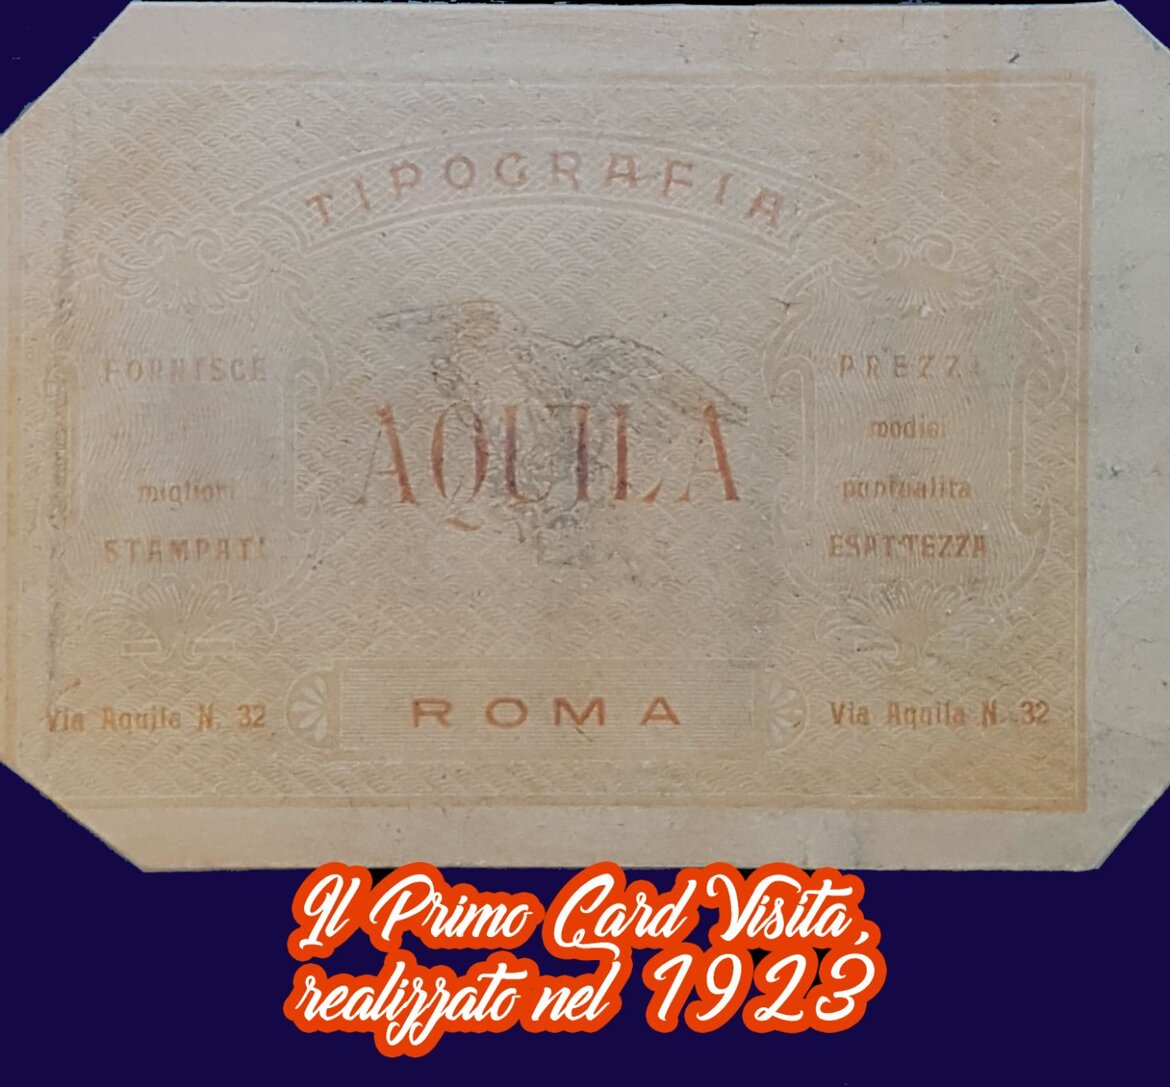 TIPOGRAFIA
FORNISCE
migliori
STAMPATI
AQUILA
PREZZI
modici
puntualita
ESATTEZZA
Via Aquila N. 32
ROMA
Via Aquila N. 32
Il Primo Card Visita,
realizzato nel 1923